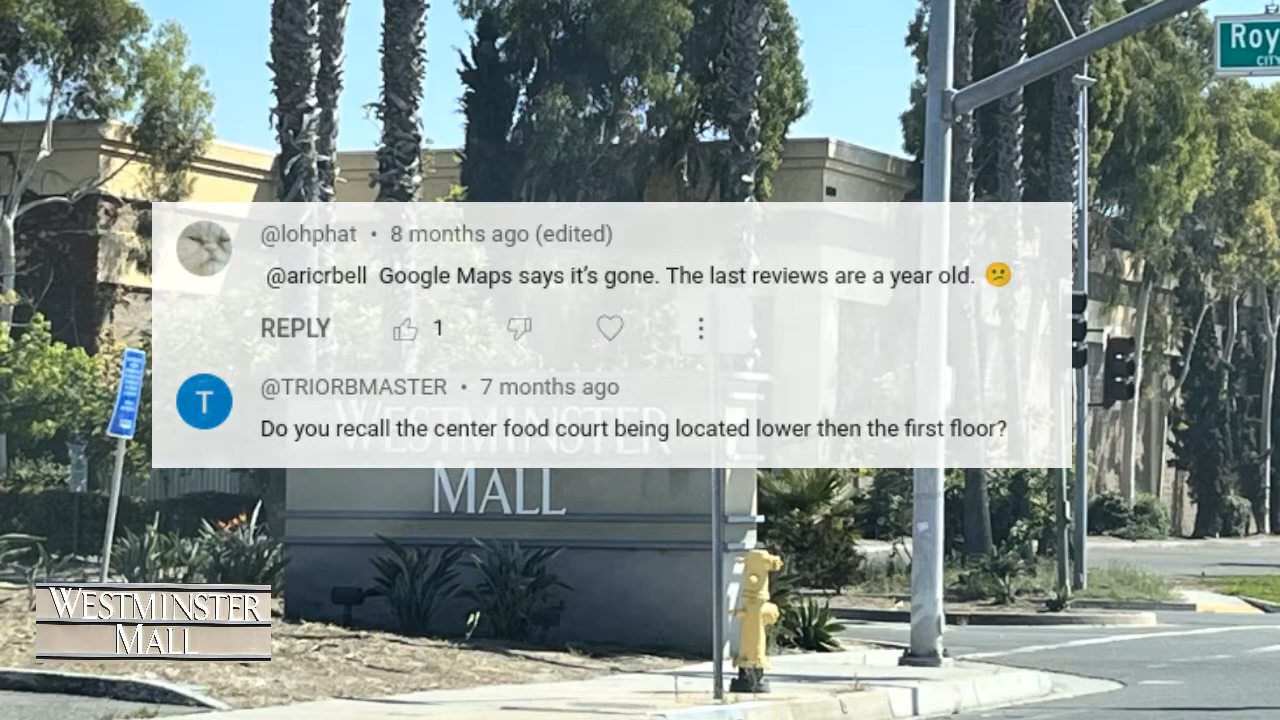 Roy
CITY
@lohphat • 8 months ago (edited)
@aricrbell Google Maps says it's gone. The last reviews are a year old. 😕
REPLY 1
T
@TRIORBMASTER • 7 months ago
WESTMINSTER
Do you recall the center food court being located lower then the first floor?
MALL
WESTMINSTER
MALL